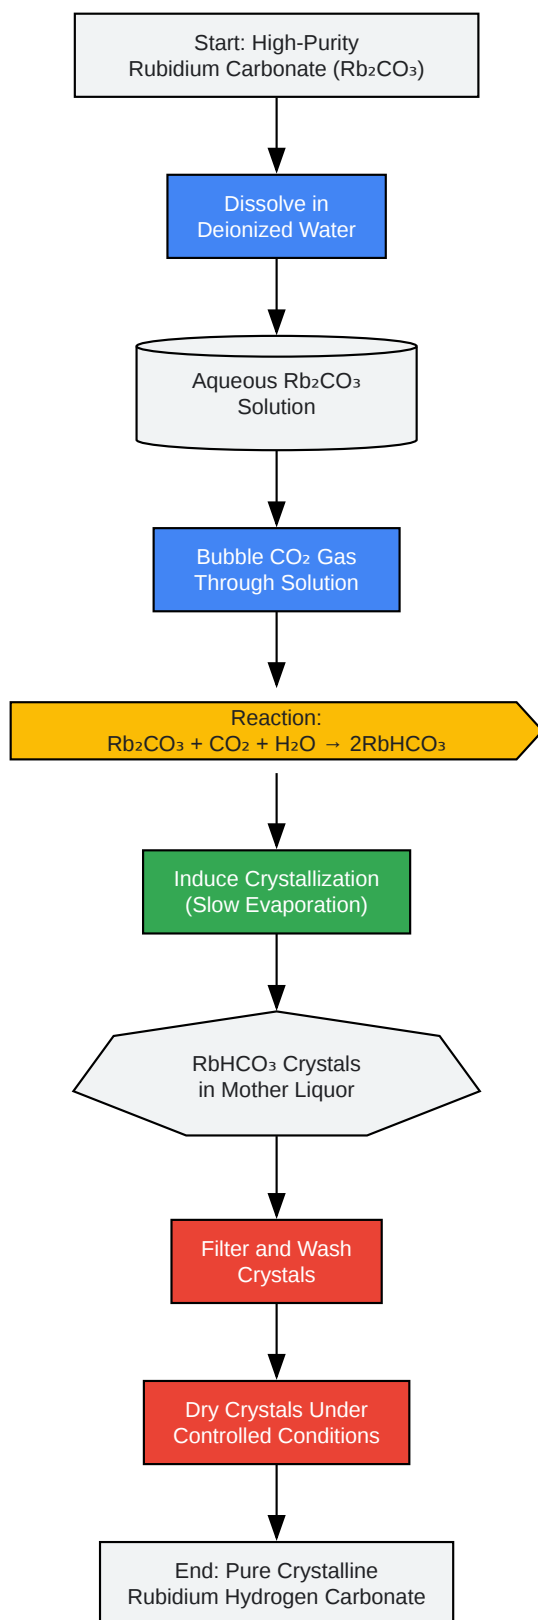 Start: High-Purity
Rubidium Carbonate (Rb₂CO₃)
Dissolve in
Deionized Water
Aqueous Rb₂CO₃
Solution
Bubble CO₂ Gas
Through Solution
Reaction:
Rb₂CO₃ + CO₂ + H₂O → 2RbHCO₃
Induce Crystallization
(Slow Evaporation)
RbHCO₃ Crystals
in Mother Liquor
Filter and Wash
Crystals
Dry Crystals Under
Controlled Conditions
End: Pure Crystalline
Rubidium Hydrogen Carbonate